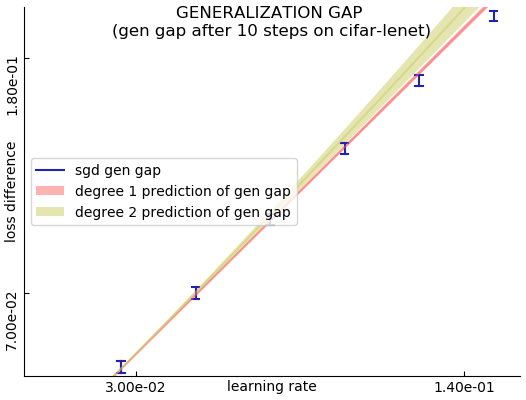 GENERALIZATION GAP
(gen gap after 10 steps on cifar-lenet)
1.80e-01
loss difference
7.00e-02
sgd gen gap
degree 1 prediction of gen gap
degree 2 prediction of gen gap
3.00e-02
learning rate
1.40e-01